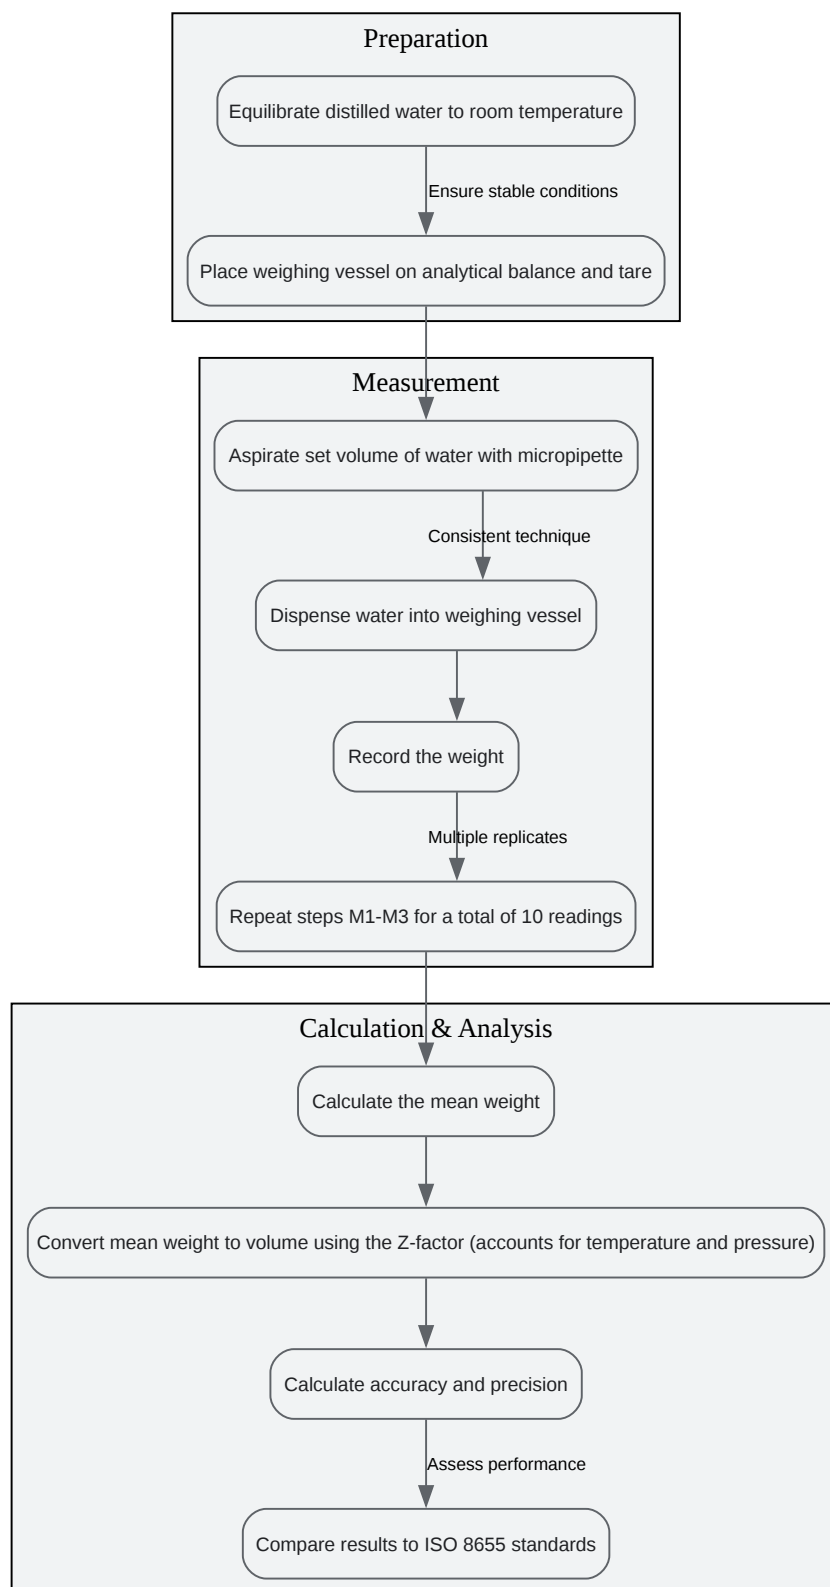 Preparation
Equilibrate distilled water to room temperature
Ensure stable conditions
Place weighing vessel on analytical balance and tare
Measurement
Aspirate set volume of water with micropipette
Consistent technique
Dispense water into weighing vessel
Record the weight
Multiple replicates
Repeat steps M1-M3 for a total of 10 readings
Calculation & Analysis
Calculate the mean weight
Convert mean weight to volume using the Z-factor (accounts for temperature and pressure)
Calculate accuracy and precision
Assess performance
Compare results to ISO 8655 standards